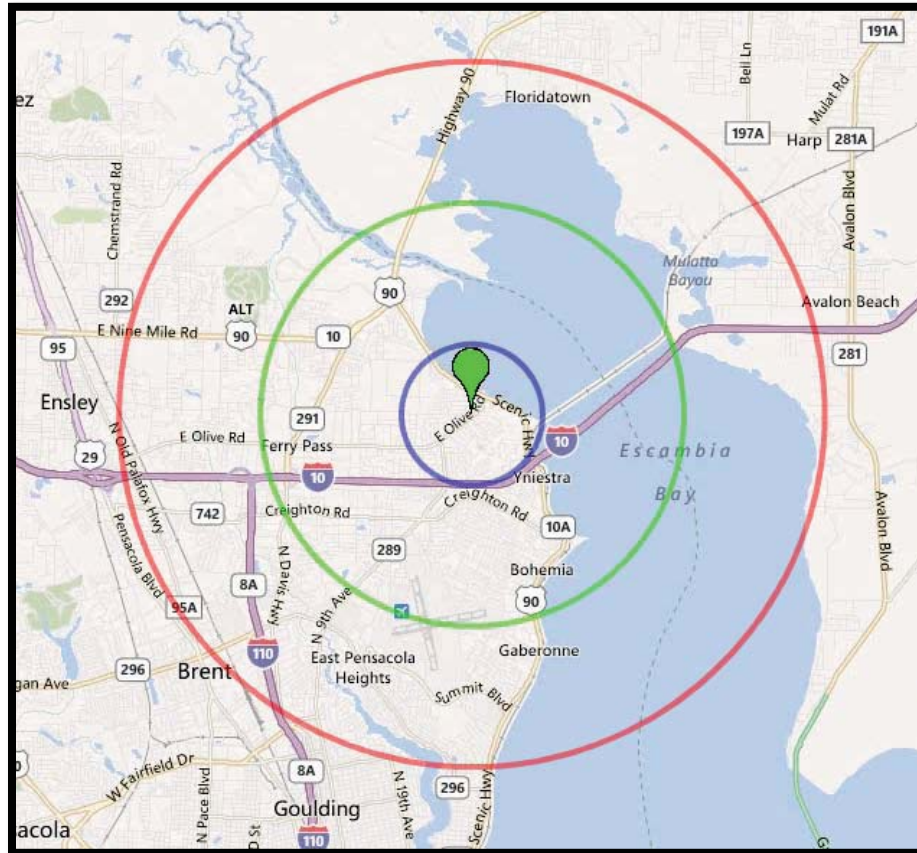 191A
Bell Ln
Mulat Rd
Highway 90
ez
Floridatown
197A
Harp
281A
Chemstrand Rd
Avalon Blvd
Mulatto
Bayou
90
292
ALT
Avalon Beach
E Nine Mile Rd
90
10
95
281
Ensley
N Old Palafox Hwy
291
E Olive Rd
Scenic Hwy
E Olive Rd
Ferry Pass
10
Escambia
Bay
29
10
Yniestra
Creighton Rd
742
Creighton Rd
10A
Pensacola Blvd
N Davis Hwy
289
Avalon Blvd
8A
Bohemia
95A
N 9th Ave
90
110
East Pensacola
Heights
Gaberonne
296
Brent
gan Ave
Summit Blvd
W Fairfield Dr
8A
296
N Pace Blvd
Goulding
N 19th Ave
Scenic Hwy
acola
D St
110
G